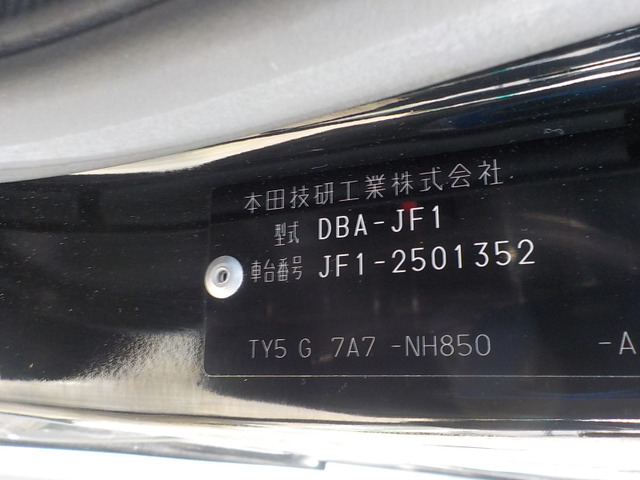 本田技研工業株式会社
型式 DBA-JF1
車台番号 JF1-2501352
TY5 G 7A7 -NH850 -A